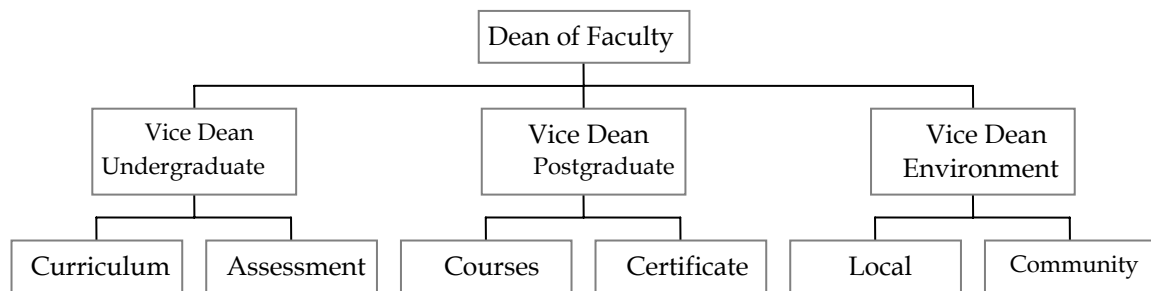 Dean of Faculty
Vice Dean
Undergraduate
Vice Dean
Postgraduate
Vice Dean
Environment
Curriculum
Assessment
Courses
Certificate
Local
Community